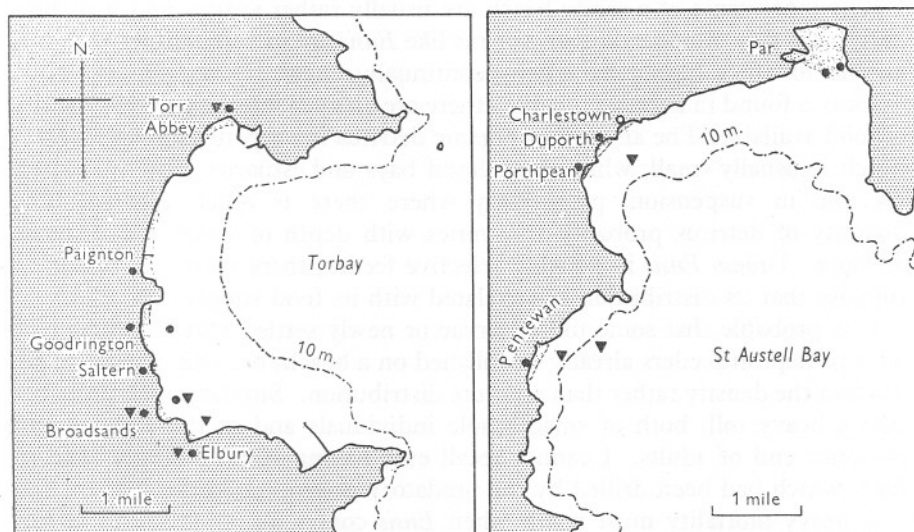 N.
Torr
Abbey
Paignton
Goodrington
Saltern
Broadsands
Elbury
Torbay
10 m.
1 mile
Par
Charlestown
Duporth
Porthpean
10 m.
Pentewan
St Austell Bay
1 mile